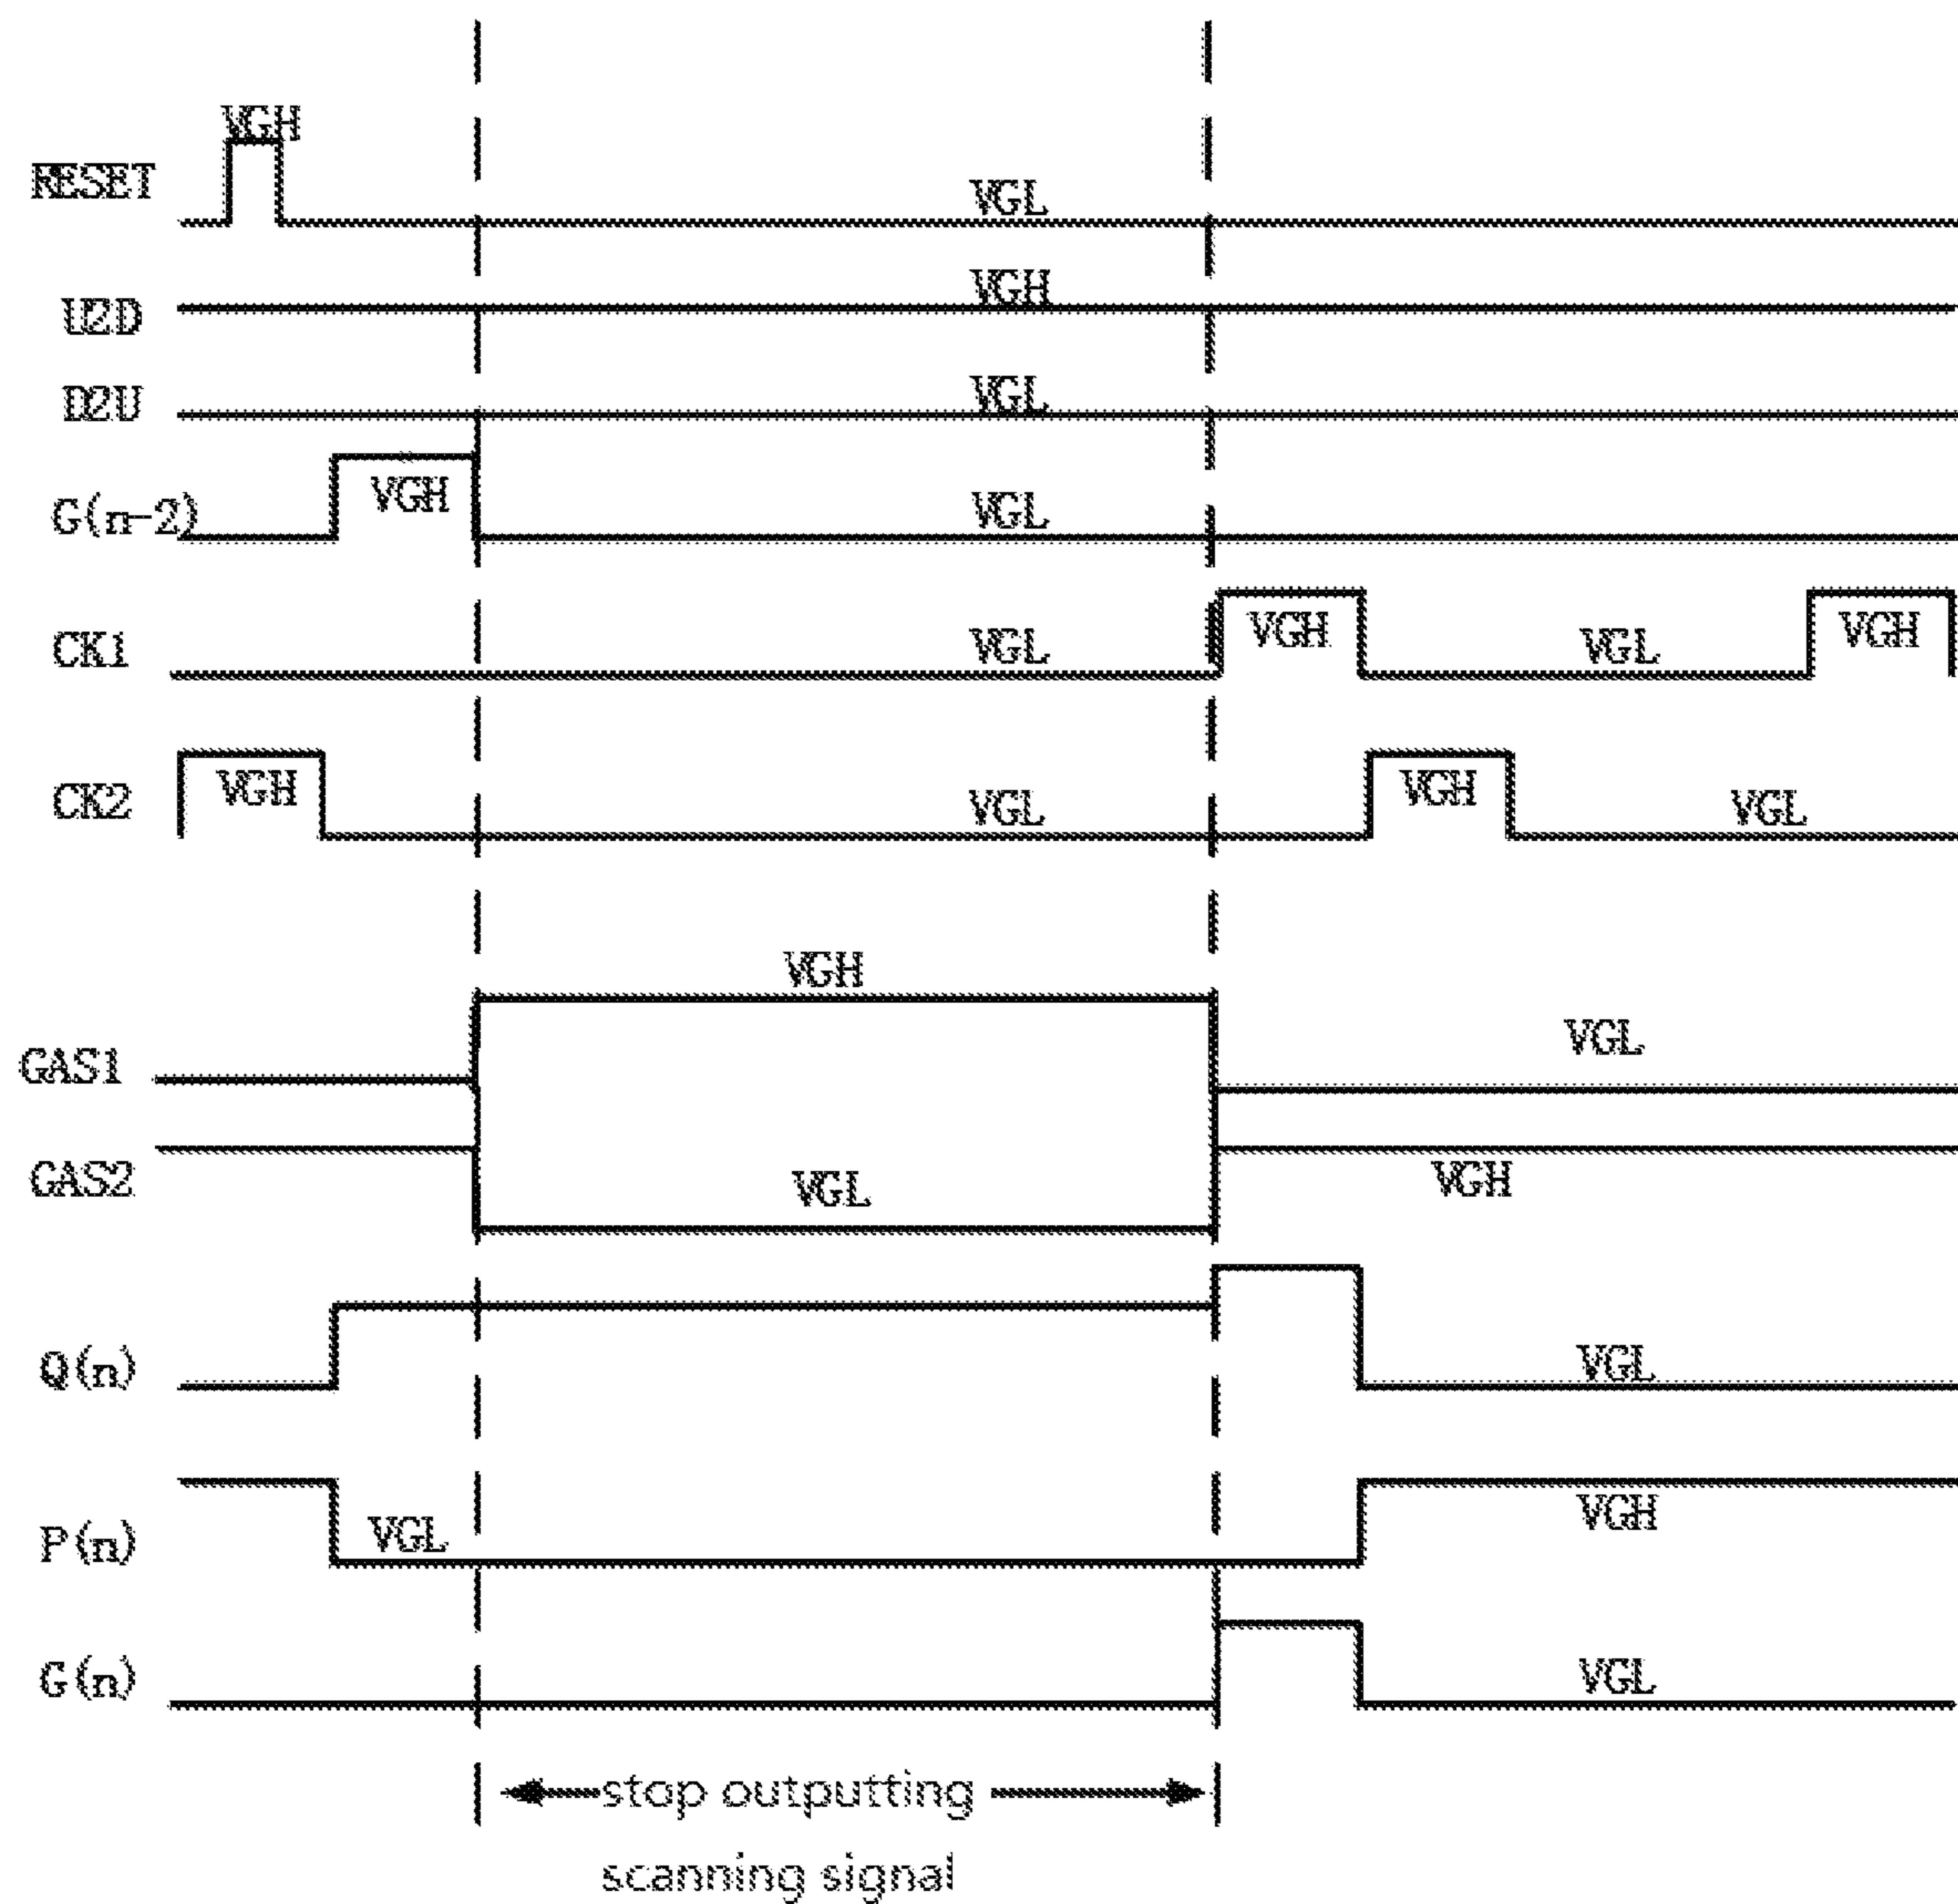 VGH
RESET VGL
U2D VGH
D2U VGL
G(n-2) VGH VGL
CK1 VGL VGH VGL VGH
CK2 VGH VGL VGH VGL
VGH
GAS1 VGL
GAS2 VGL VGH
Q(n) VGL
P(n) VGL VGH
G(n) VGL
stop outputting
scanning signal